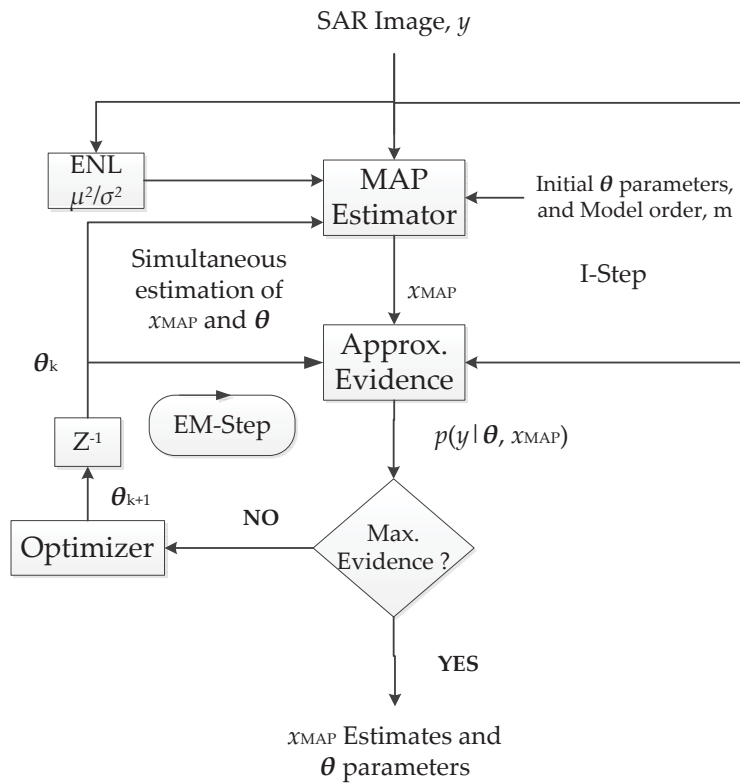 SAR Image, y
ENL
μ²/σ²
MAP
Estimator
Initial θ parameters,
and Model order, m
Simultaneous
estimation of
xMAP and θ
xMAP
I-Step
θk
Approx.
Evidence
EM-Step
Z-1
p(y|θ, xMAP)
θk+1
NO
Optimizer
Max.
Evidence ?
YES
xMAP Estimates and
θ parameters